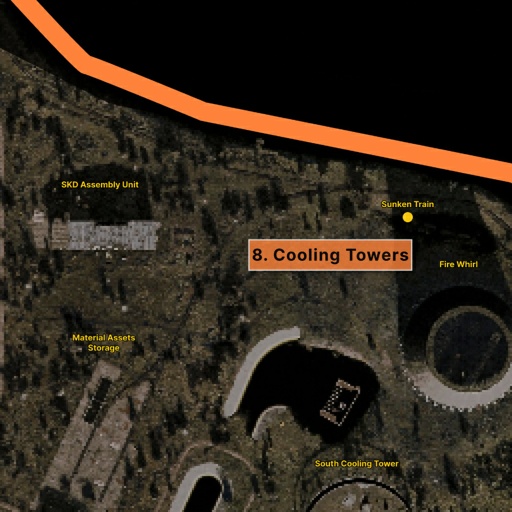 SKD Assembly Unit
Sunken Train
8. Cooling Towers
Fire Whirl
Material Assets
Storage
South Cooling Tower